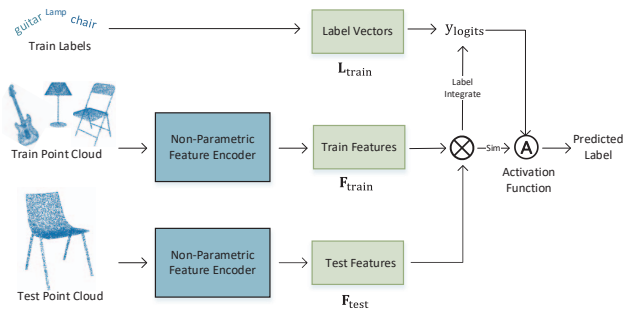 guitar Lamp chair
Train Labels
Label Vectors
L_train
y_logits
Label
Integrate
Train Point Cloud
Non-Parametric
Feature Encoder
Train Features
F_train
Sim
A
Activation
Function
Predicted
Label
Test Point Cloud
Non-Parametric
Feature Encoder
Test Features
F_test